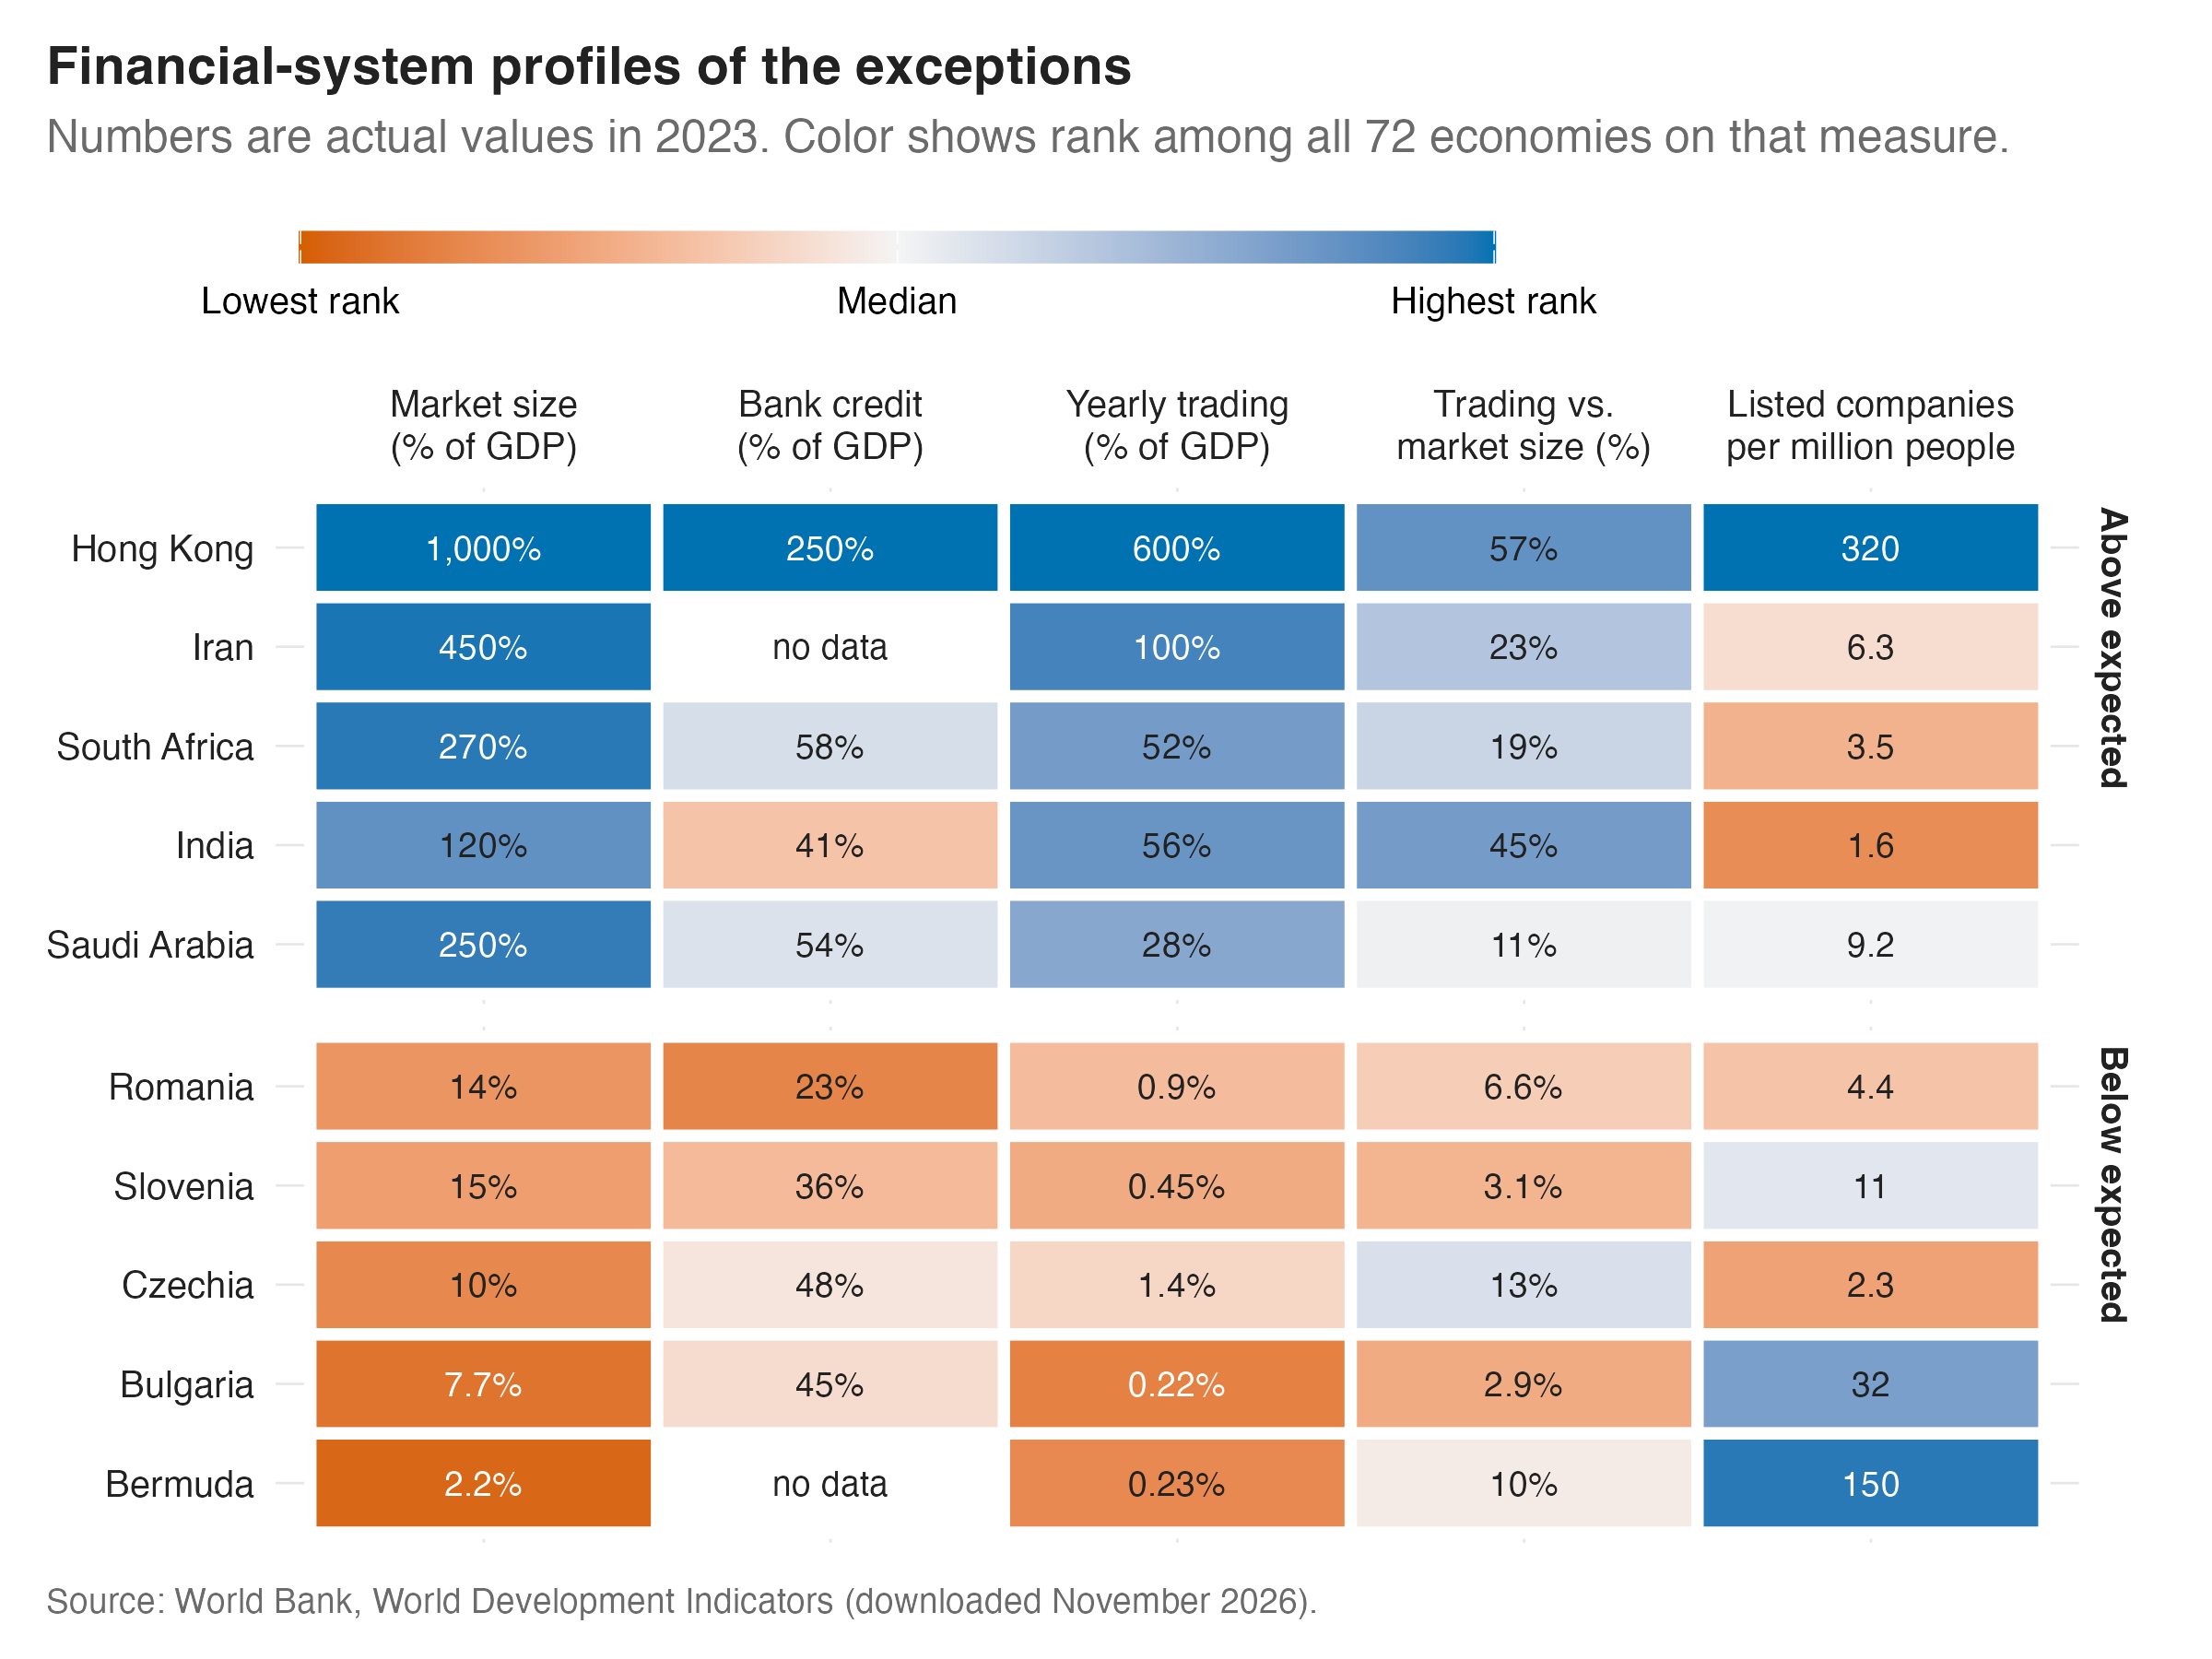 Financial-system profiles of the exceptions
Numbers are actual values in 2023. Color shows rank among all 72 economies on that measure.
Lowest rank Median Highest rank
Market size Bank credit Yearly trading Trading vs. Listed companies
(% of GDP) (% of GDP) (% of GDP) market size (%) per million people
Hong Kong 1,000% 250% 600% 57% 320
Iran 450% no data 100% 23% 6.3
South Africa 270% 58% 52% 19% 3.5
India 120% 41% 56% 45% 1.6
Saudi Arabia 250% 54% 28% 11% 9.2
Above expected
Romania 14% 23% 0.9% 6.6% 4.4
Slovenia 15% 36% 0.45% 3.1% 11
Czechia 10% 48% 1.4% 13% 2.3
Bulgaria 7.7% 45% 0.22% 2.9% 32
Bermuda 2.2% no data 0.23% 10% 150
Below expected
Source: World Bank, World Development Indicators (downloaded November 2026).